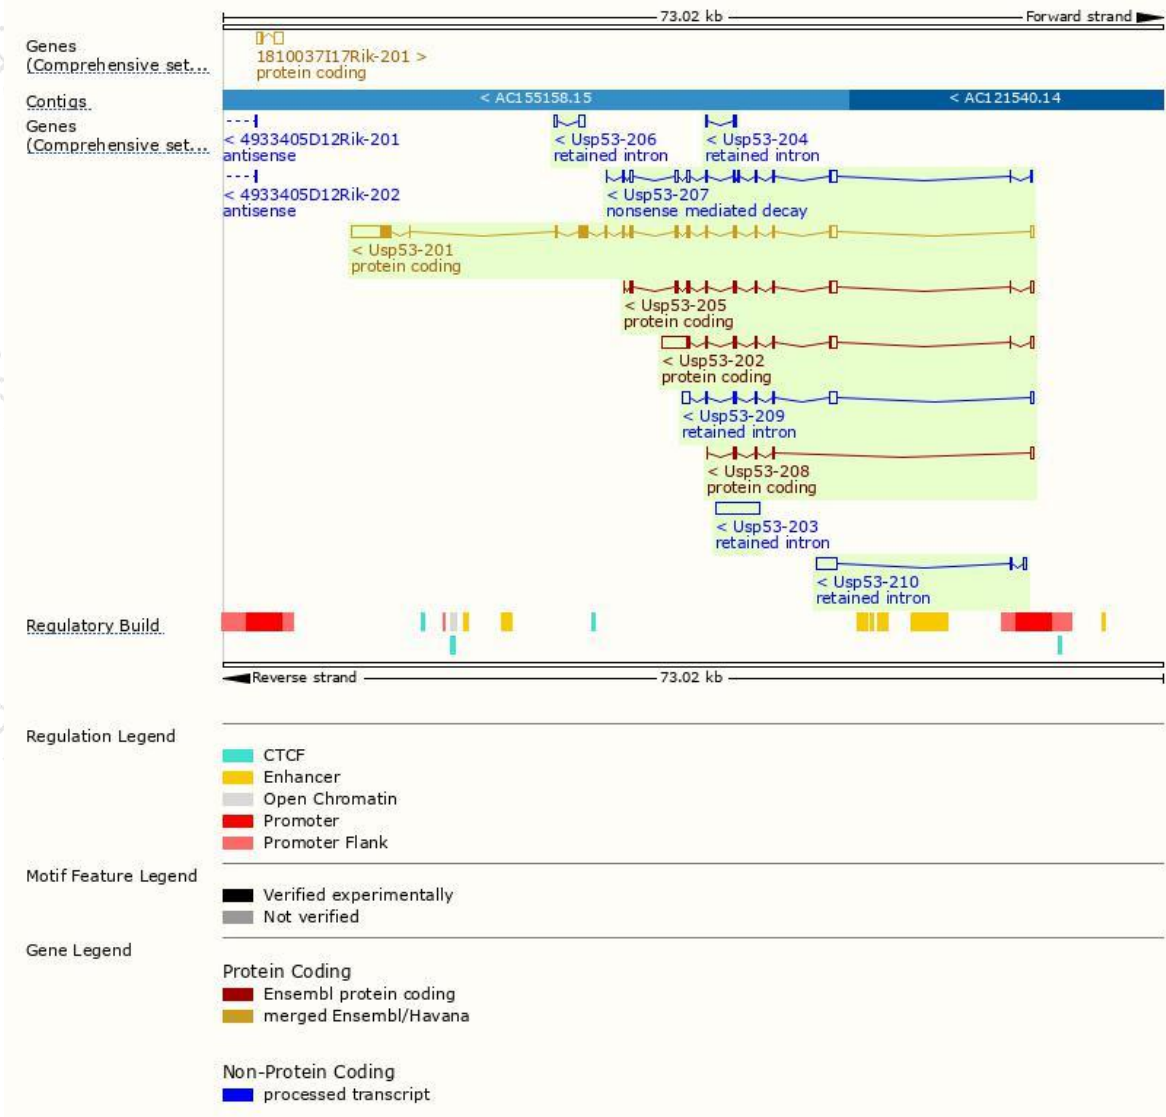 73.02 kb
Forward strand
Genes
(Comprehensive set...
1810037I17Rik-201 >
protein coding
Contigs
< AC155158.15
< AC121540.14
Genes
(Comprehensive set...
< 4933405D12Rik-201
antisense
< Usp53-206
retained intron
< Usp53-204
retained intron
< 4933405D12Rik-202
antisense
< Usp53-207
nonsense mediated decay
< Usp53-201
protein coding
< Usp53-205
protein coding
< Usp53-202
protein coding
< Usp53-209
retained intron
< Usp53-208
protein coding
< Usp53-203
retained intron
< Usp53-210
retained intron
Regulatory Build
Reverse strand
73.02 kb
Regulation Legend
CTCF
Enhancer
Open Chromatin
Promoter
Promoter Flank
Motif Feature Legend
Verified experimentally
Not verified
Gene Legend
Protein Coding
Ensembl protein coding
merged Ensembl/Havana
Non-Protein Coding
processed transcript